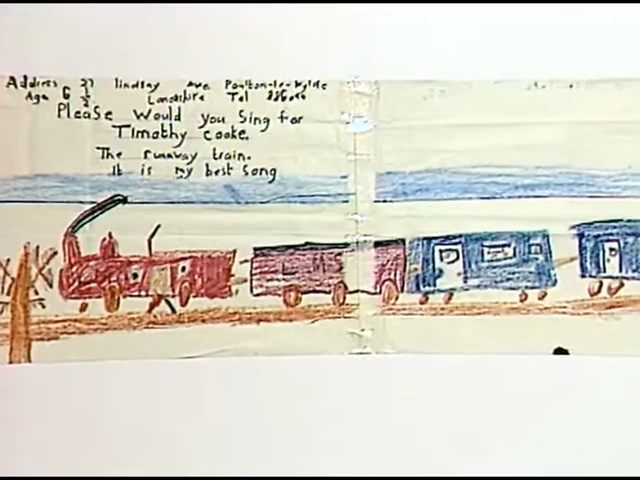 Address 27 lindsay ave Poulton-le-Fylde
Age 6 1/2 Lancashire Tel
Please Would you Sing for
Timothy cooke.
The runaway train.
It is my best Song